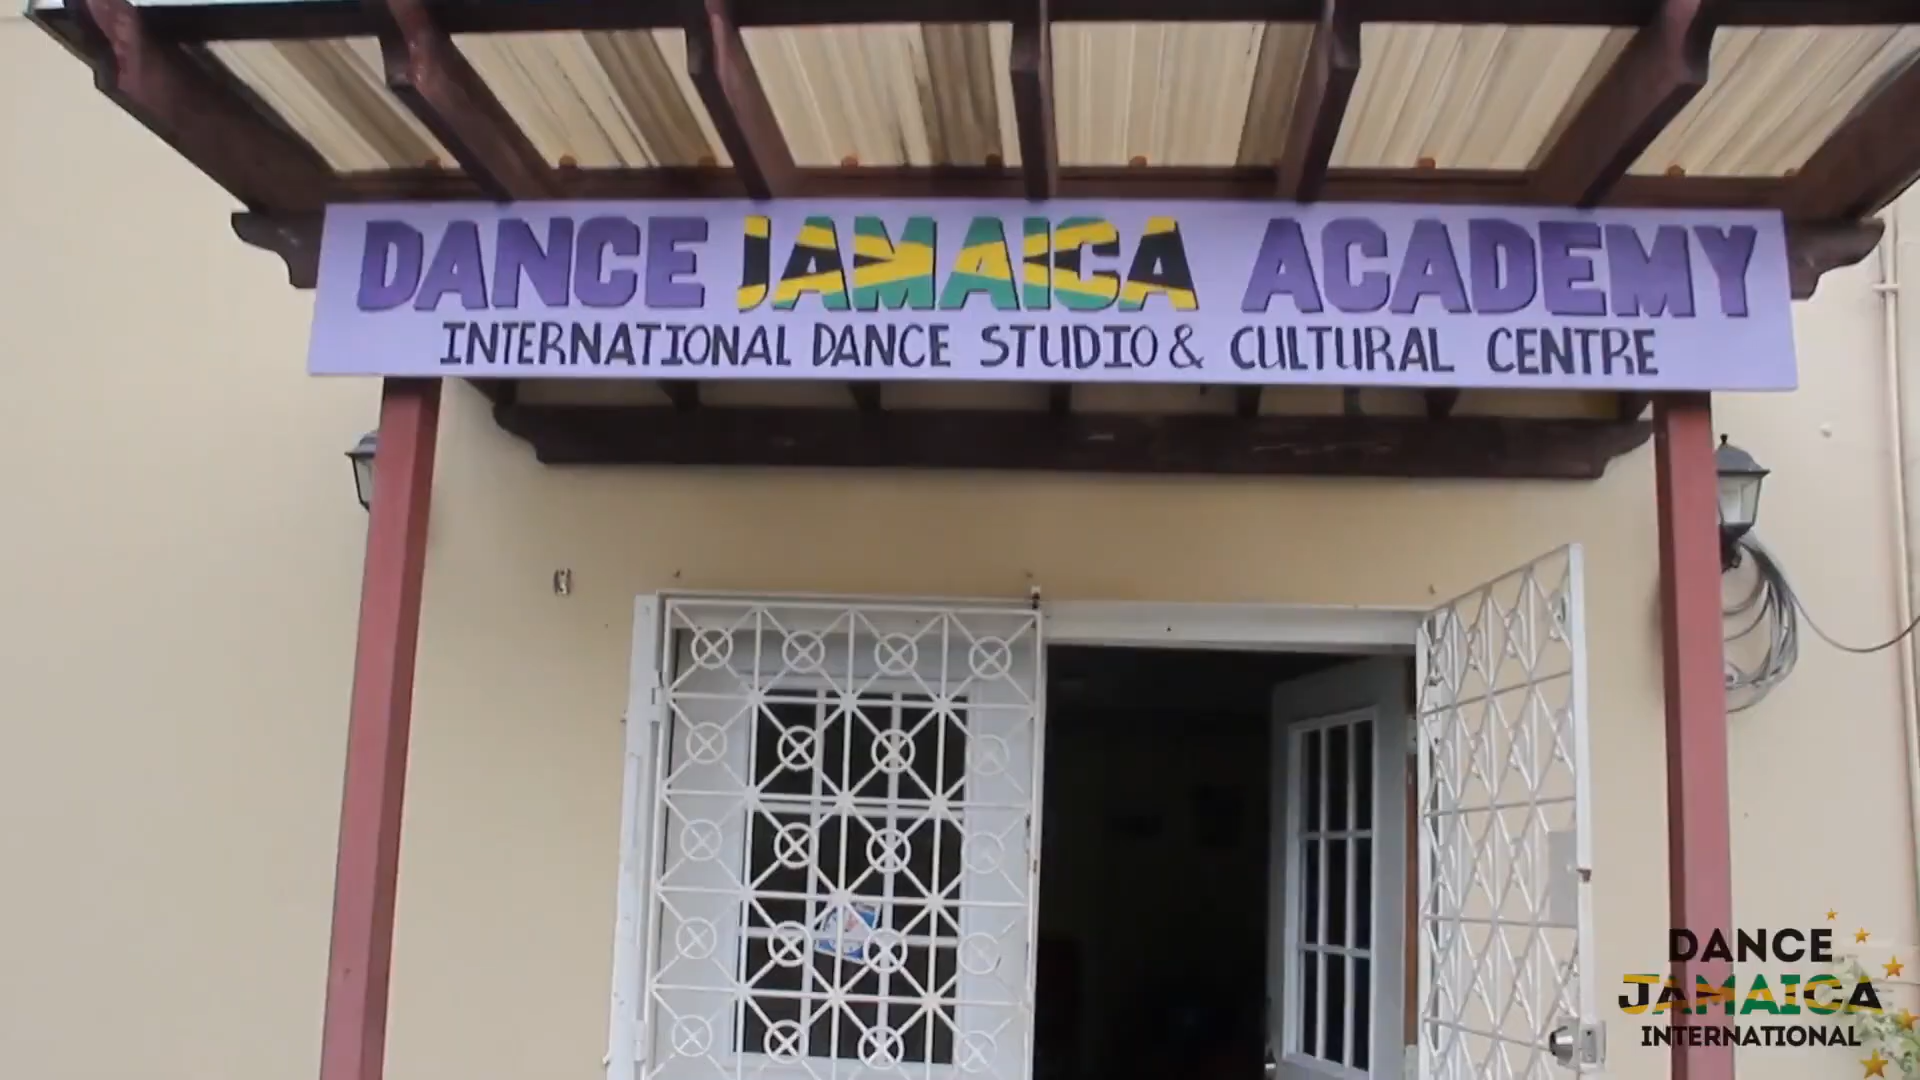 DANCE JAMAICA ACADEMY
INTERNATIONAL DANCE STUDIO & CULTURAL CENTRE
DANCE
JAMAICA
INTERNATIONAL